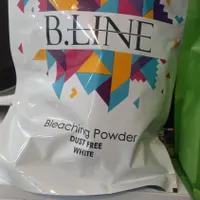 B.LINE
Bleaching Powder
DUST FREE
WHITE